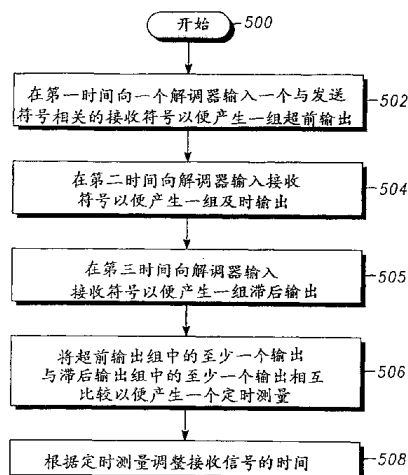 开始
500
在第一时间向一个解调器输入一个与发送
符号相关的接收符号以便产生一组超前输出
502
在第二时间向解调器输入接收
符号以便产生一组及时输出
504
在第三时间向解调器输入
接收符号以便产生一组滞后输出
505
将超前输出组中的至少一个输出
与滞后输出组中的至少一个输出相互
比较以便产生一个定时测量
506
根据定时测量调整接收信号的时间
508